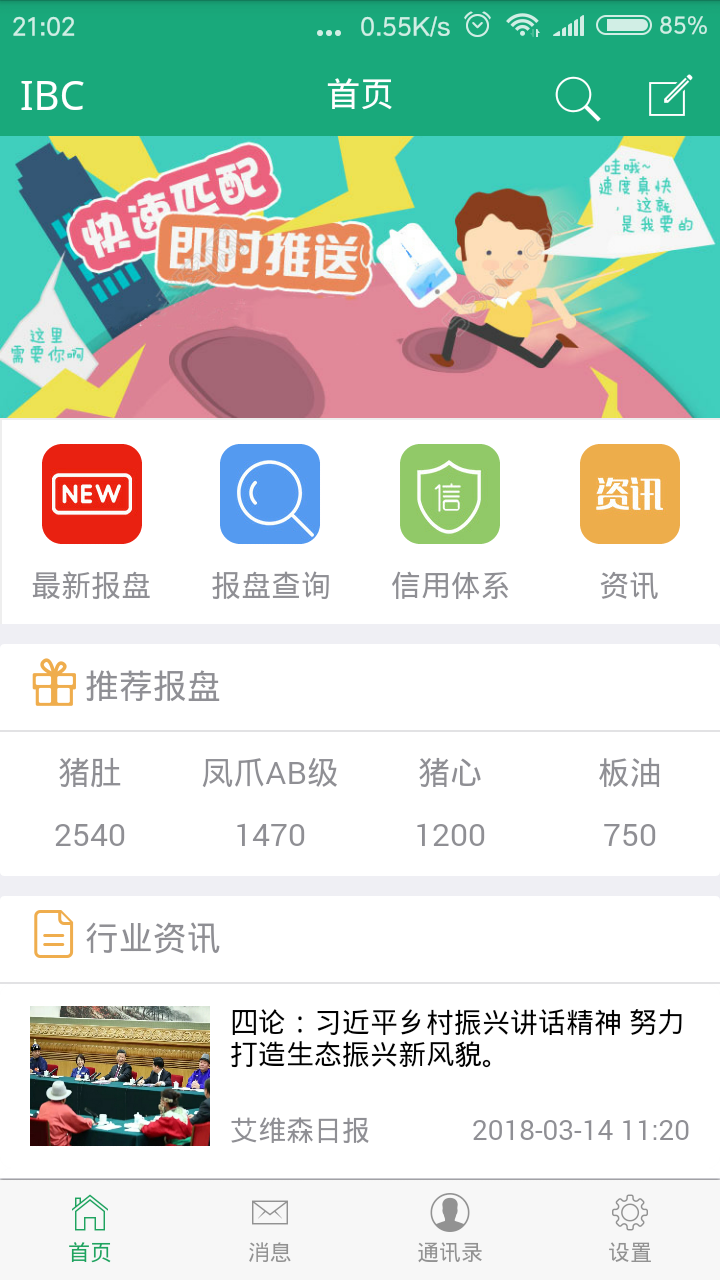 21:02 ... 0.55K/s 85%
IBC 首页
快速匹配
即时推送
哇哦~
速度真快
，这就
是我要的
这里
需要你啊
NEW 信 资讯
最新报盘 报盘查询 信用体系 资讯
推荐报盘
猪肚 凤爪AB级 猪心 板油
2540 1470 1200 750
行业资讯
四论：习近平乡村振兴讲话精神 努力
打造生态振兴新风貌。
艾维森日报 2018-03-14 11:20
首页 消息 通讯录 设置